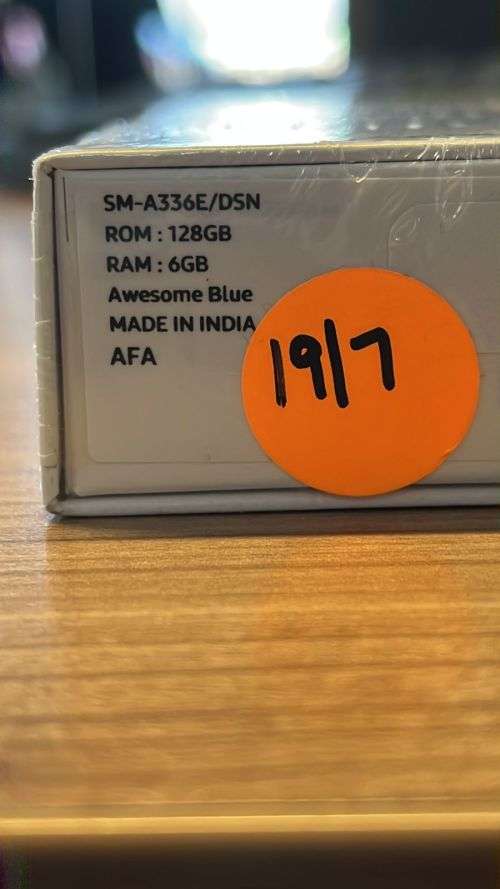 SM-A336E/DSN
ROM : 128GB
RAM : 6GB
Awesome Blue
MADE IN INDIA
AFA
19/7